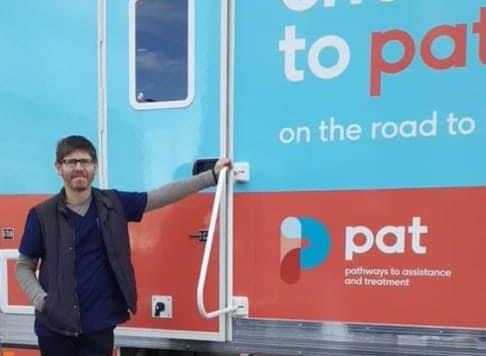 to pat
on the road to
pat
pathways to assistance
and treatment